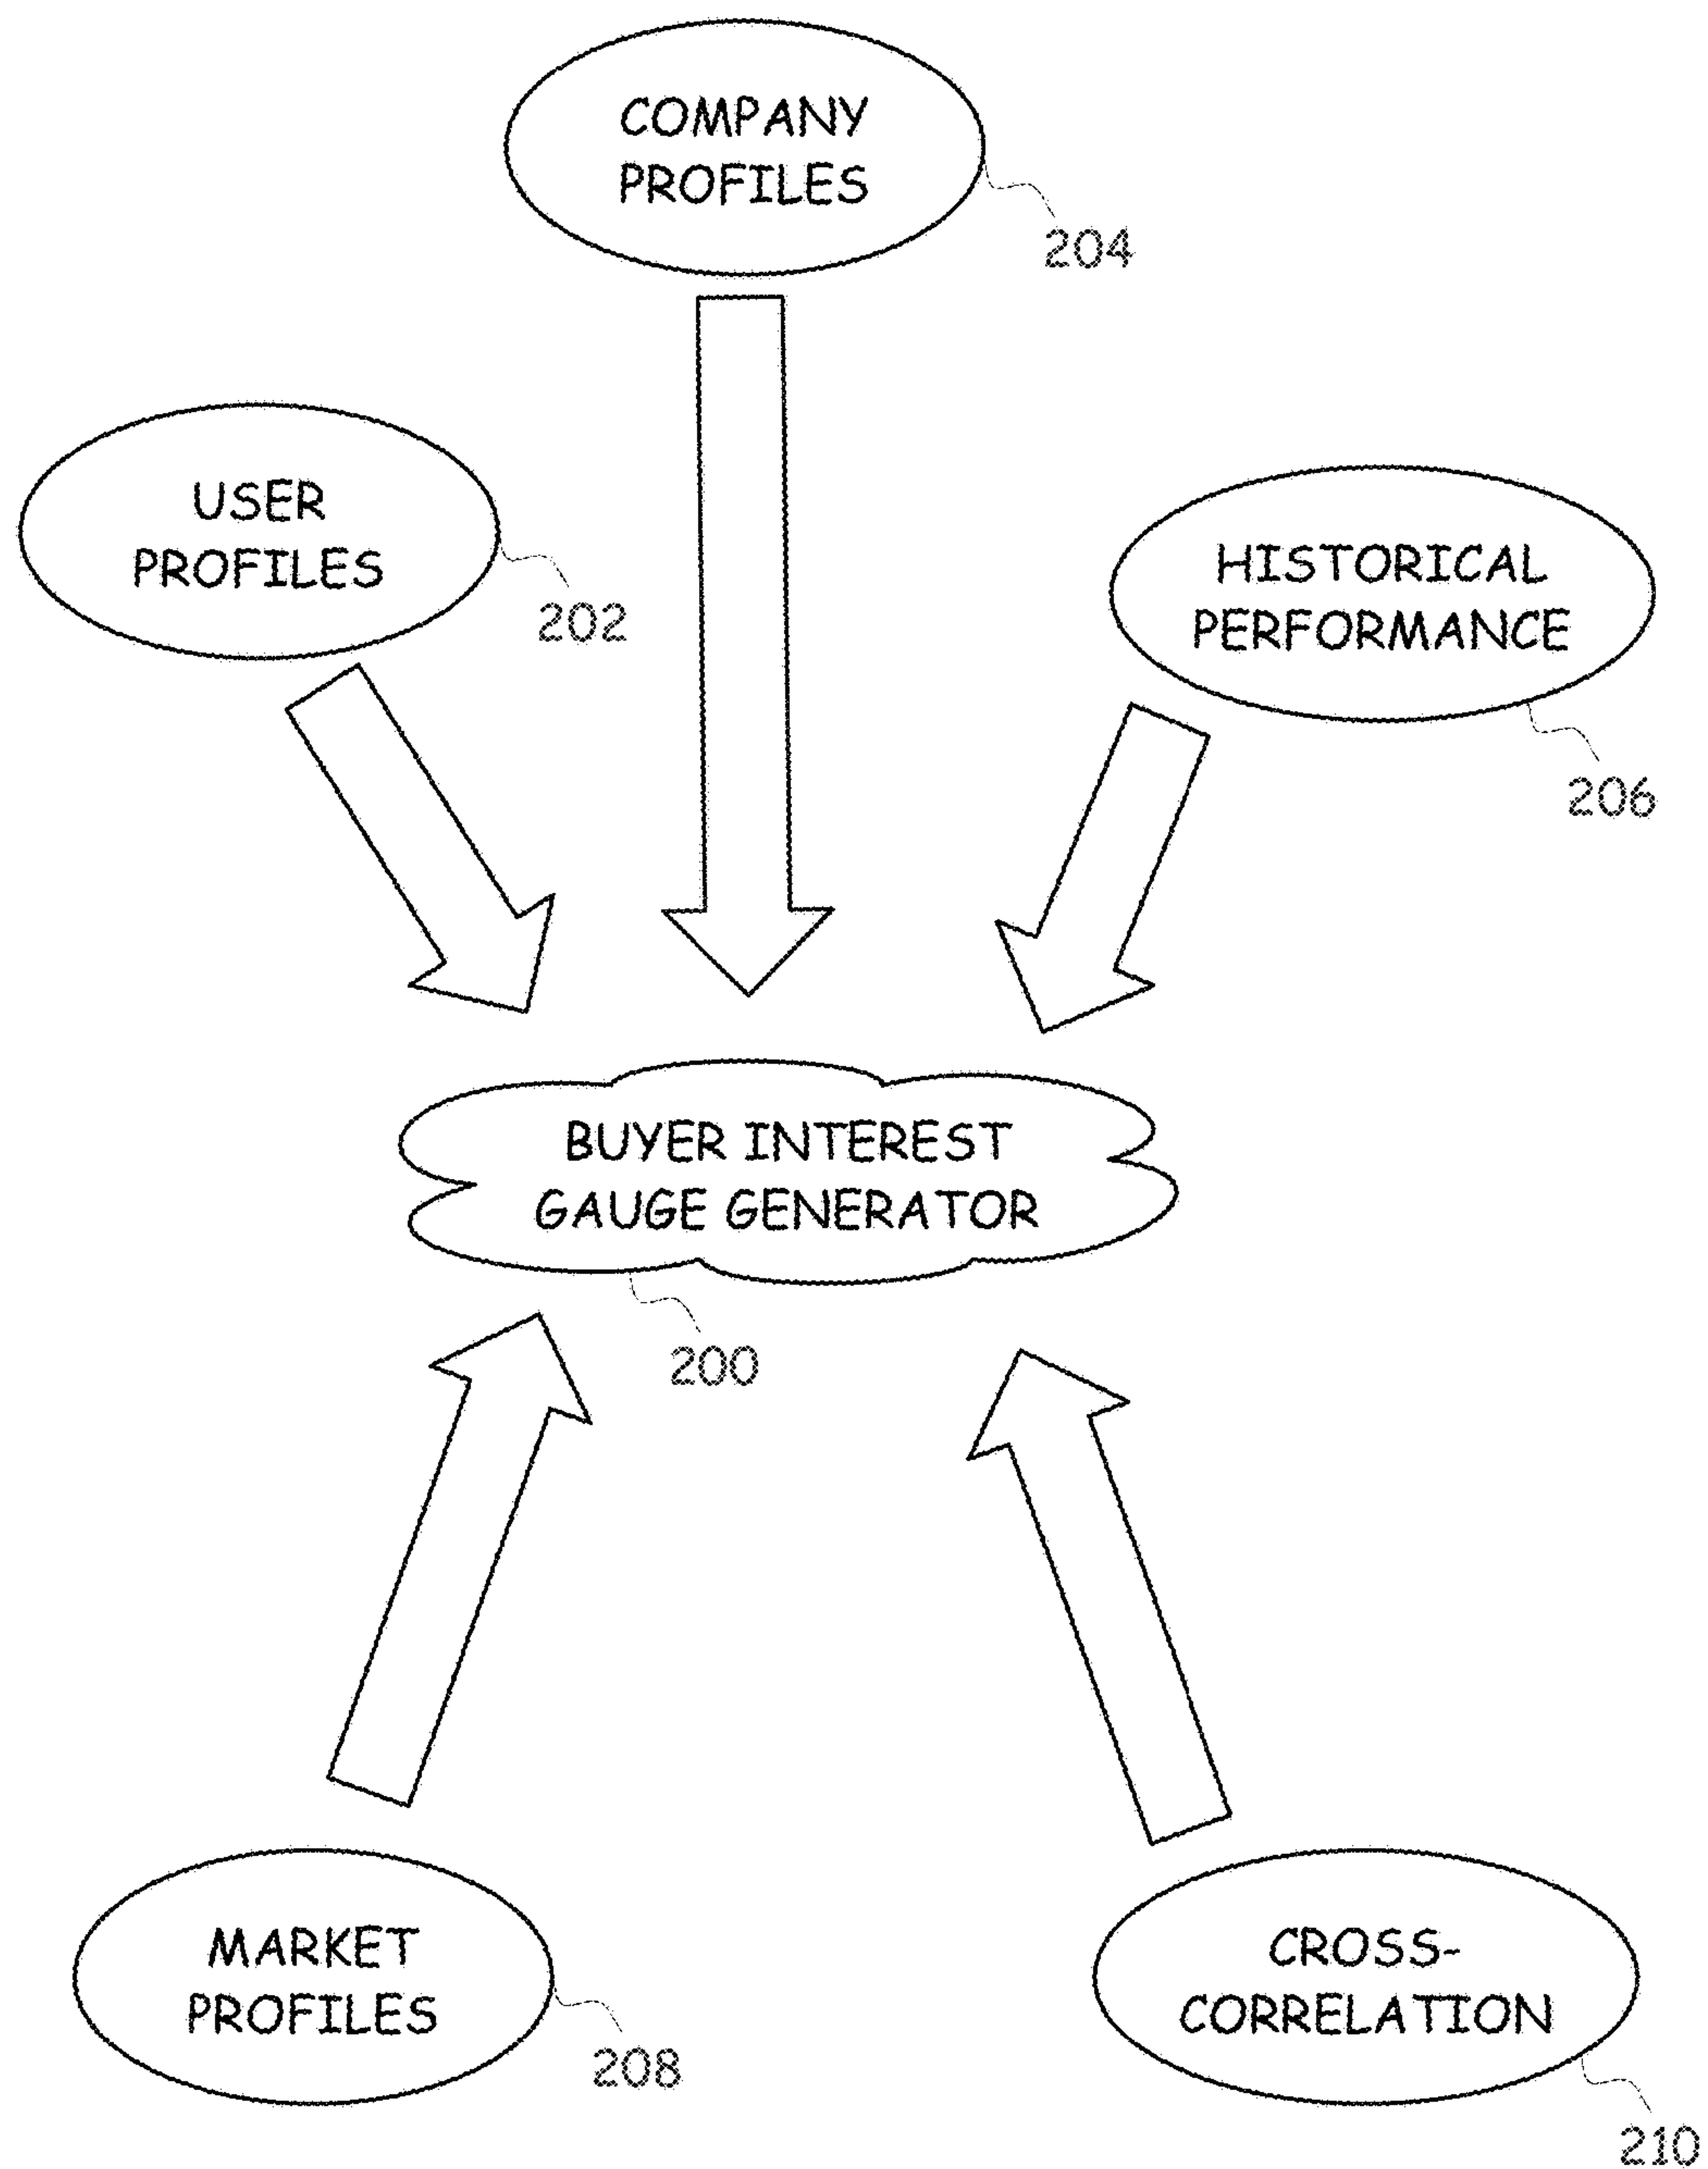 COMPANY
PROFILES
204
USER
PROFILES
202
HISTORICAL
PERFORMANCE
206
BUYER INTEREST
GAUGE GENERATOR
200
MARKET
PROFILES
208
CROSS-
CORRELATION
210